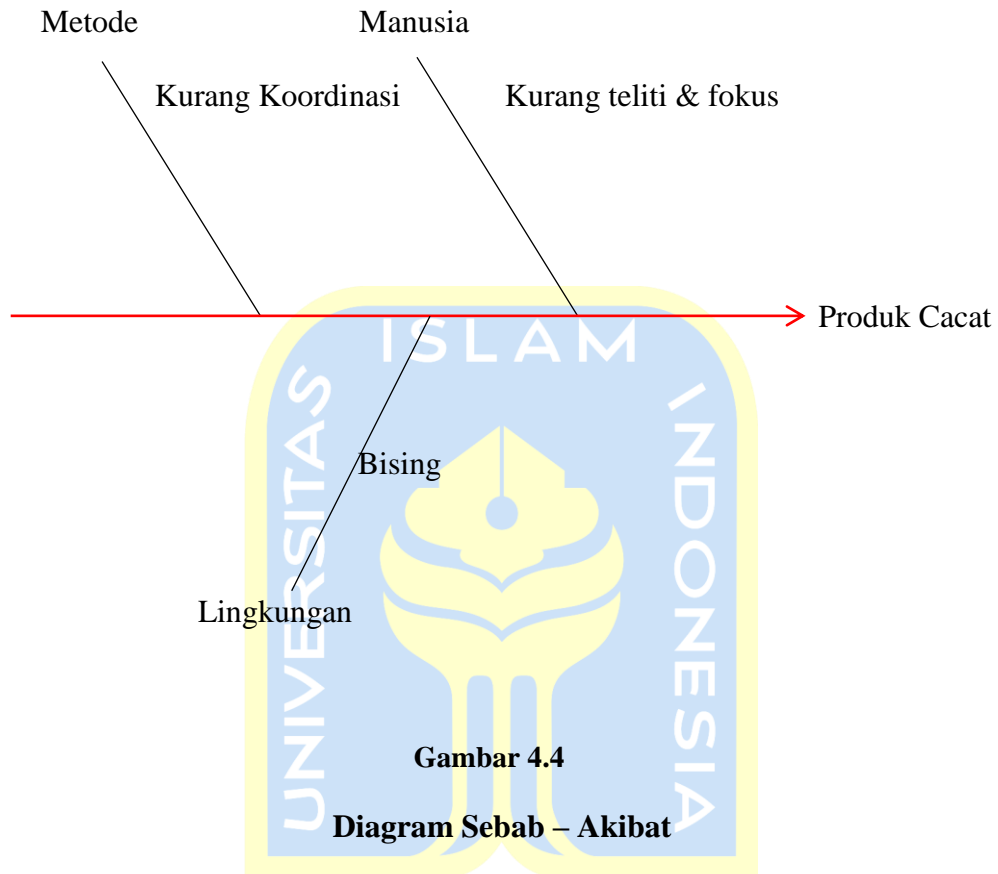 Metode Manusia
Kurang Koordinasi Kurang teliti & fokus
Produk Cacat
Bising
Lingkungan
Gambar 4.4
Diagram Sebab – Akibat
UNIVERSITAS
ISLAM
INDONESIA